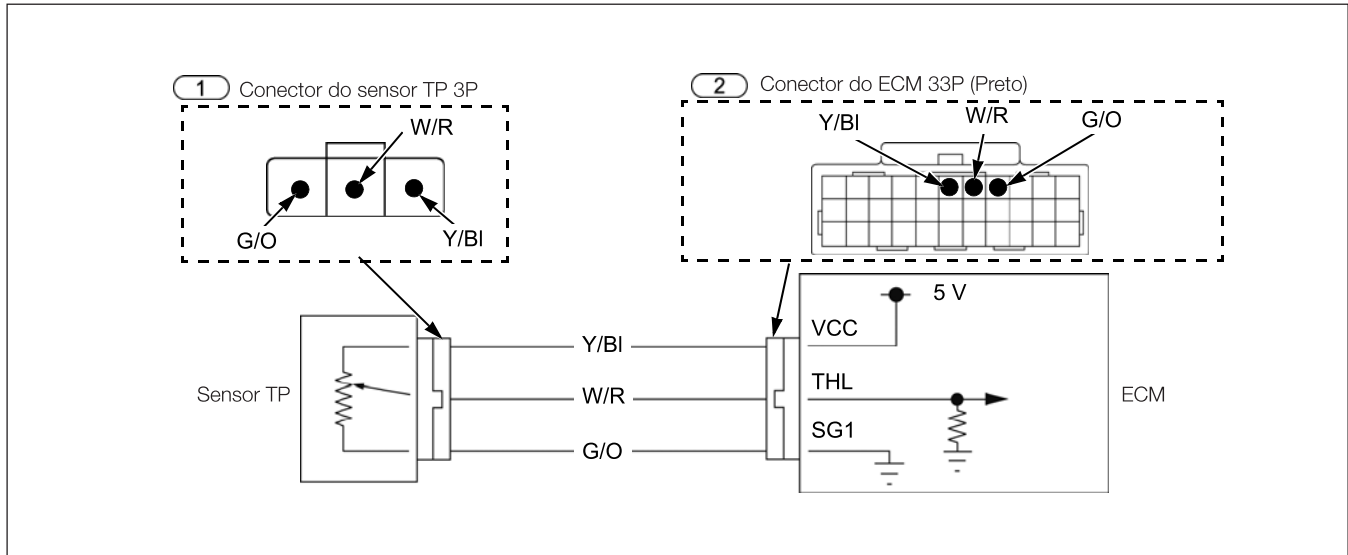 1 Conector do sensor TP 3P
W/R
G/O
Y/Bl
2 Conector do ECM 33P (Preto)
Y/Bl
W/R
G/O
Sensor TP
Y/Bl
W/R
G/O
5 V
VCC
THL
SG1
ECM